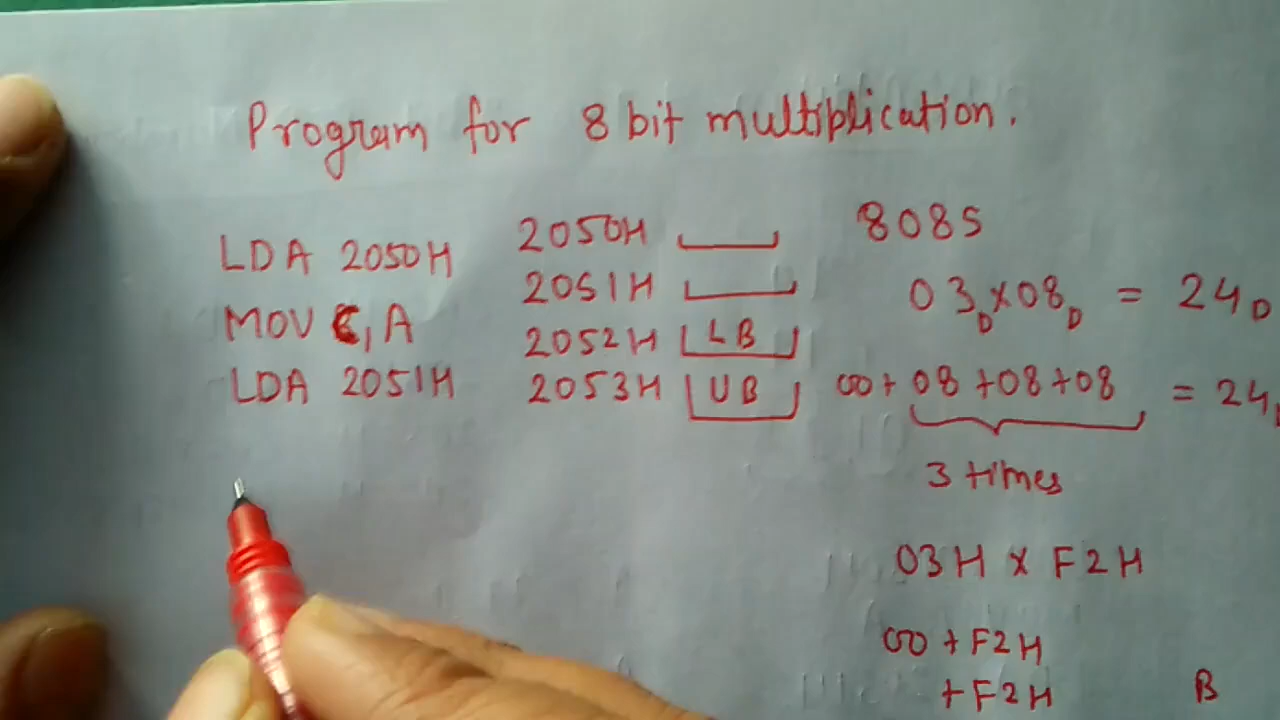 Program for 8 bit multiplication.
LDA 2050H 2050H 8085
MOV C, A 2051H 03D x 08D = 24D
LDA 2051H 2052H LB
2053H UB 00 + 08 + 08 + 08 = 24D
3 times
03H x F2H
00 + F2H
+ F2H B